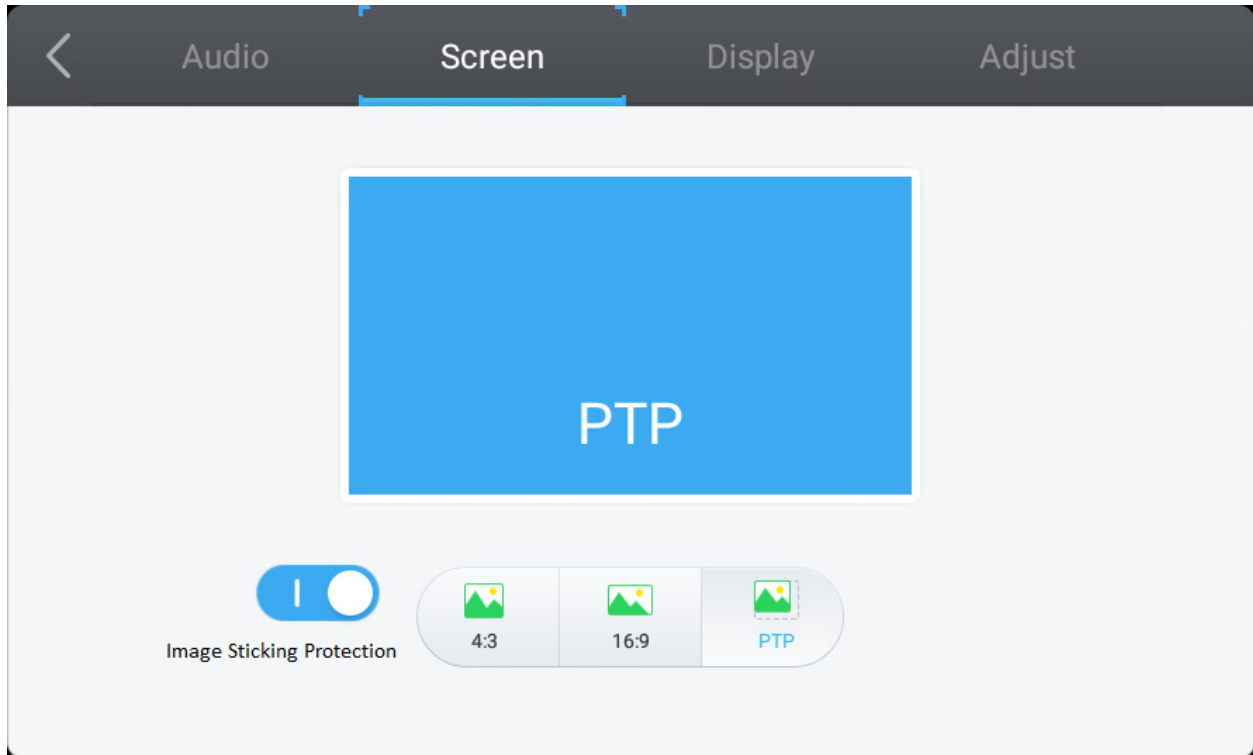 Audio Screen Display Adjust
PTP
Image Sticking Protection
4:3 16:9 PTP